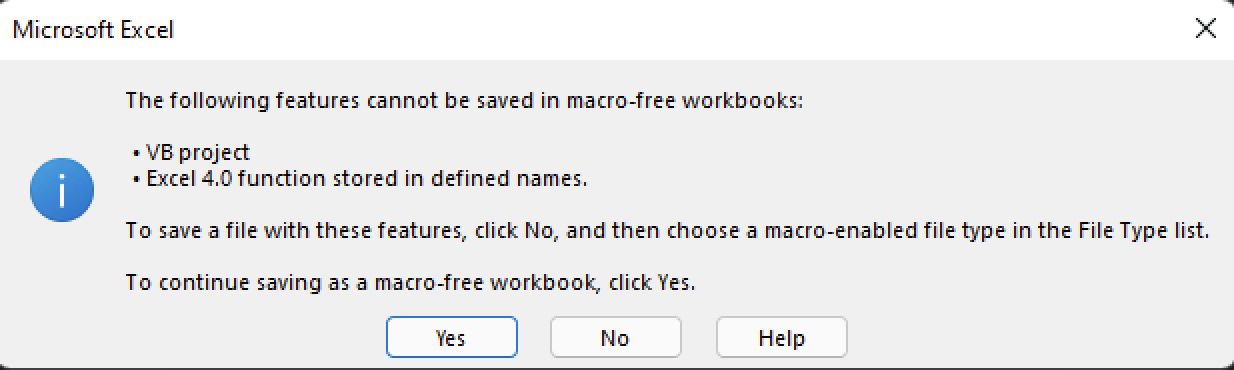 Microsoft Excel
The following features cannot be saved in macro-free workbooks:
• VB project
• Excel 4.0 function stored in defined names.
To save a file with these features, click No, and then choose a macro-enabled file type in the File Type list.
To continue saving as a macro-free workbook, click Yes.
Yes No Help